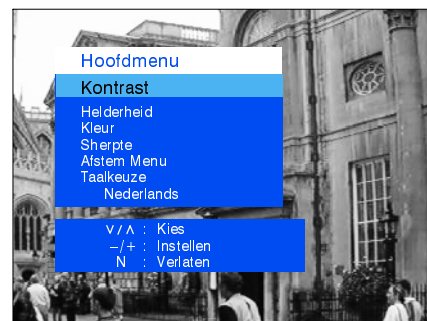 Hoofdmenu
Kontrast
Helderheid
Kleur
Sherpte
Afstem Menu
Taalkeuze
Nederlands
∨/∧ : Kies
–/+ : Instellen
N : Verlaten